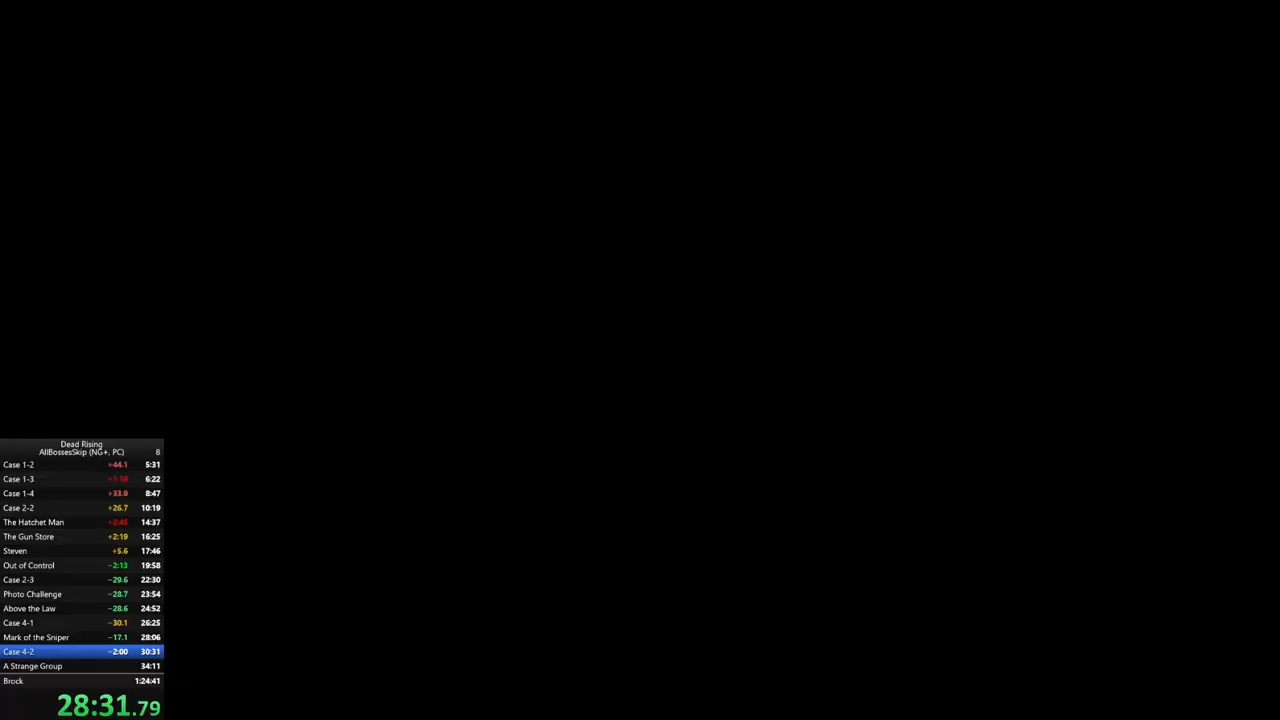 Dead Rising
AllBossesSkip (NG+, PC) 8
Case 1-2 +44.1 5:31
Case 1-3 +1:16 6:22
Case 1-4 +33.9 8:47
Case 2-2 +26.7 10:19
The Hatchet Man +2:45 14:37
The Gun Store +2:19 16:25
Steven +5.6 17:46
Out of Control −2:13 19:58
Case 2-3 −29.6 22:30
Photo Challenge −28.7 23:54
Above the Law −28.6 24:52
Case 4-1 −30.1 26:25
Mark of the Sniper −17.1 28:06
Case 4-2 −2:00 30:31
A Strange Group 34:11
Brock 1:24:41
28:31.79